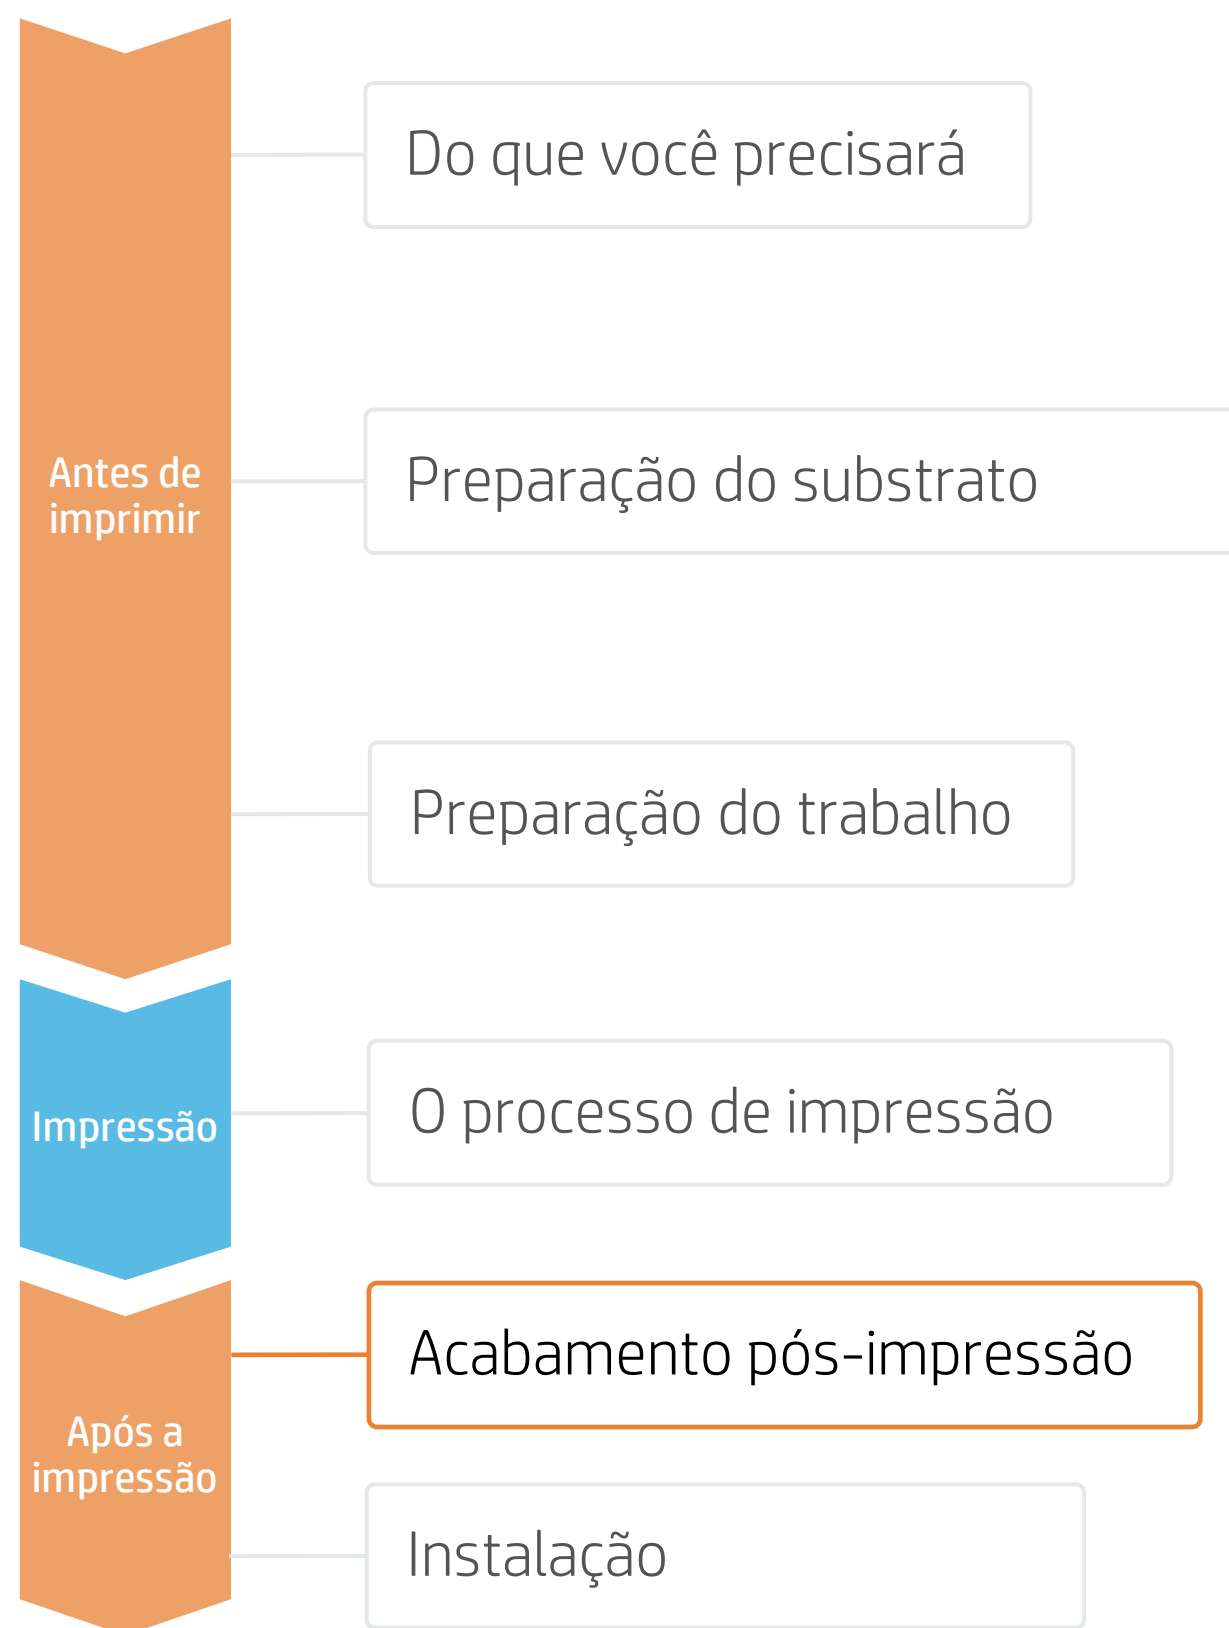 Do que você precisará
Antes de
imprimir
Preparação do substrato
Preparação do trabalho
Impressão
O processo de impressão
Acabamento pós-impressão
Após a
impressão
Instalação